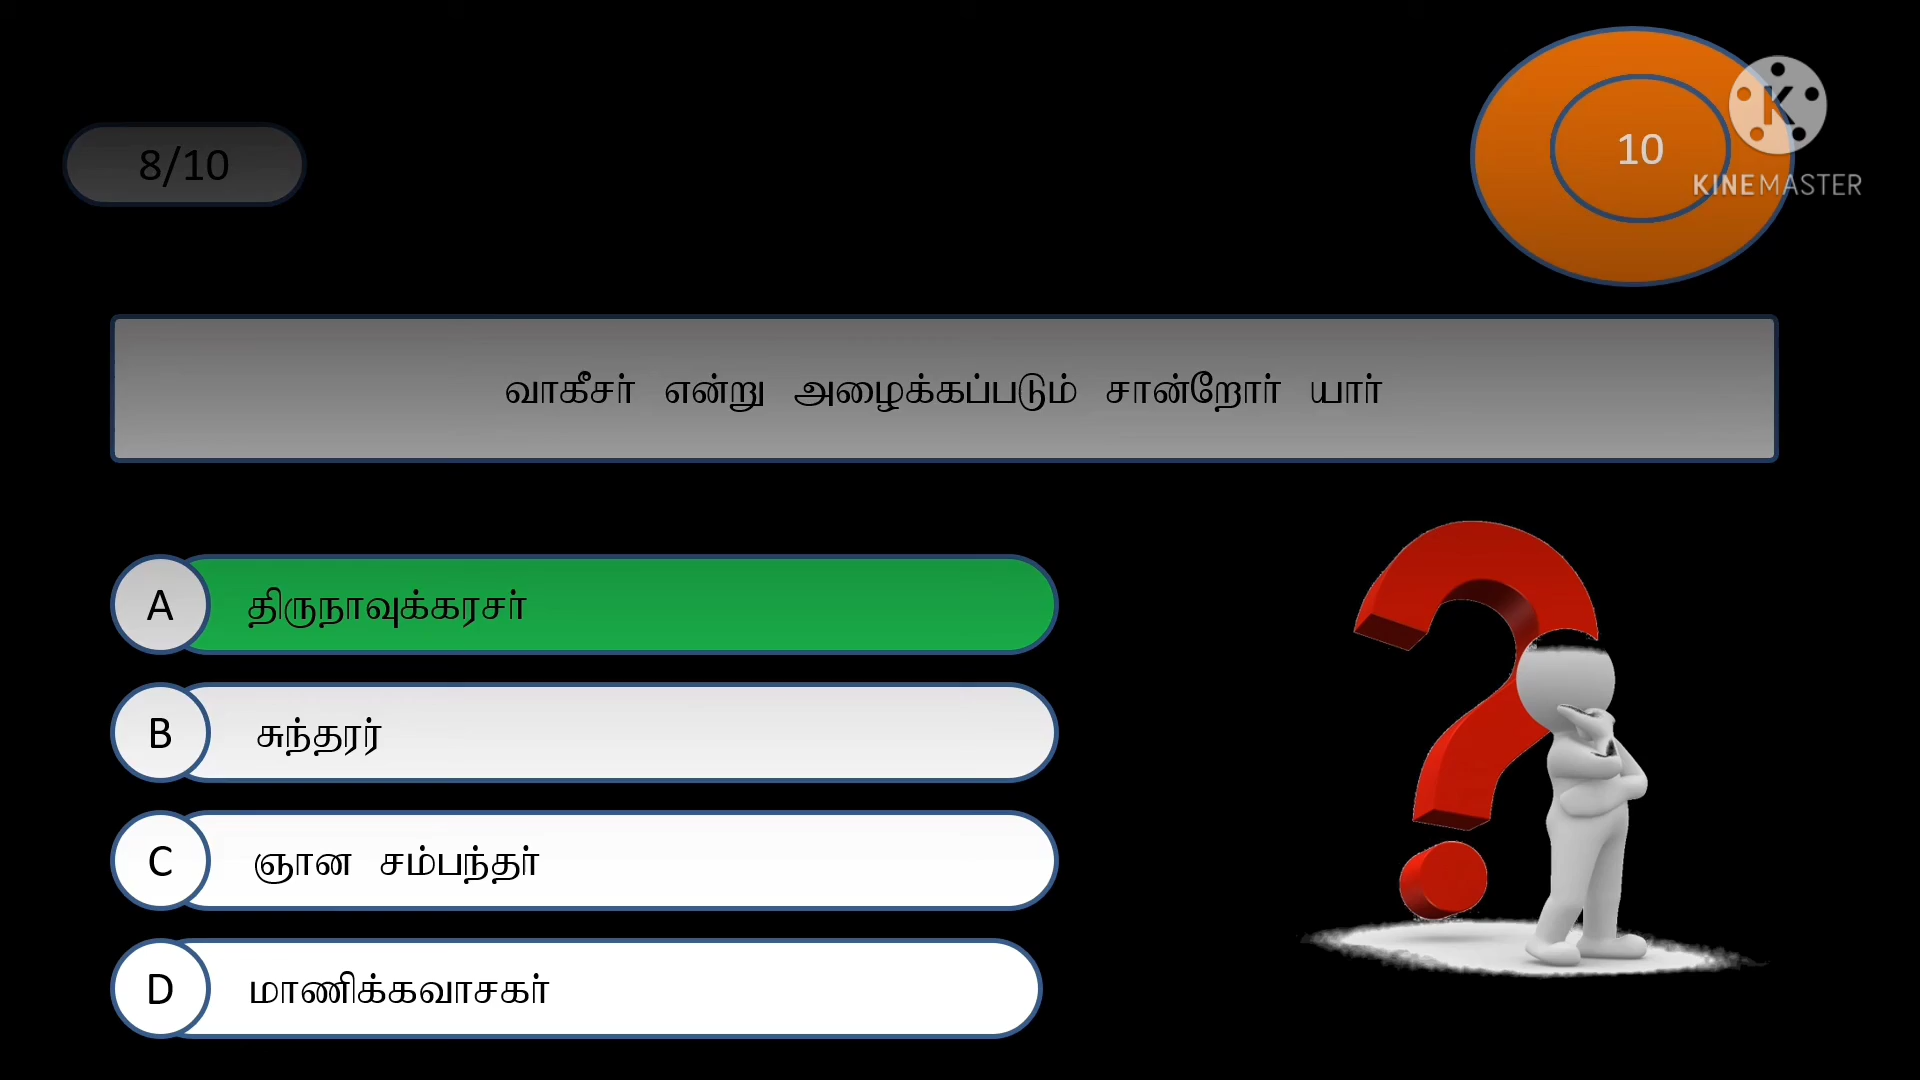 8/10
10
KINEMASTER
வாகீசர் என்று அழைக்கப்படும் சான்றோர் யார்
A திருநாவுக்கரசர்
B சுந்தரர்
C ஞான சம்பந்தர்
D மாணிக்கவாசகர்